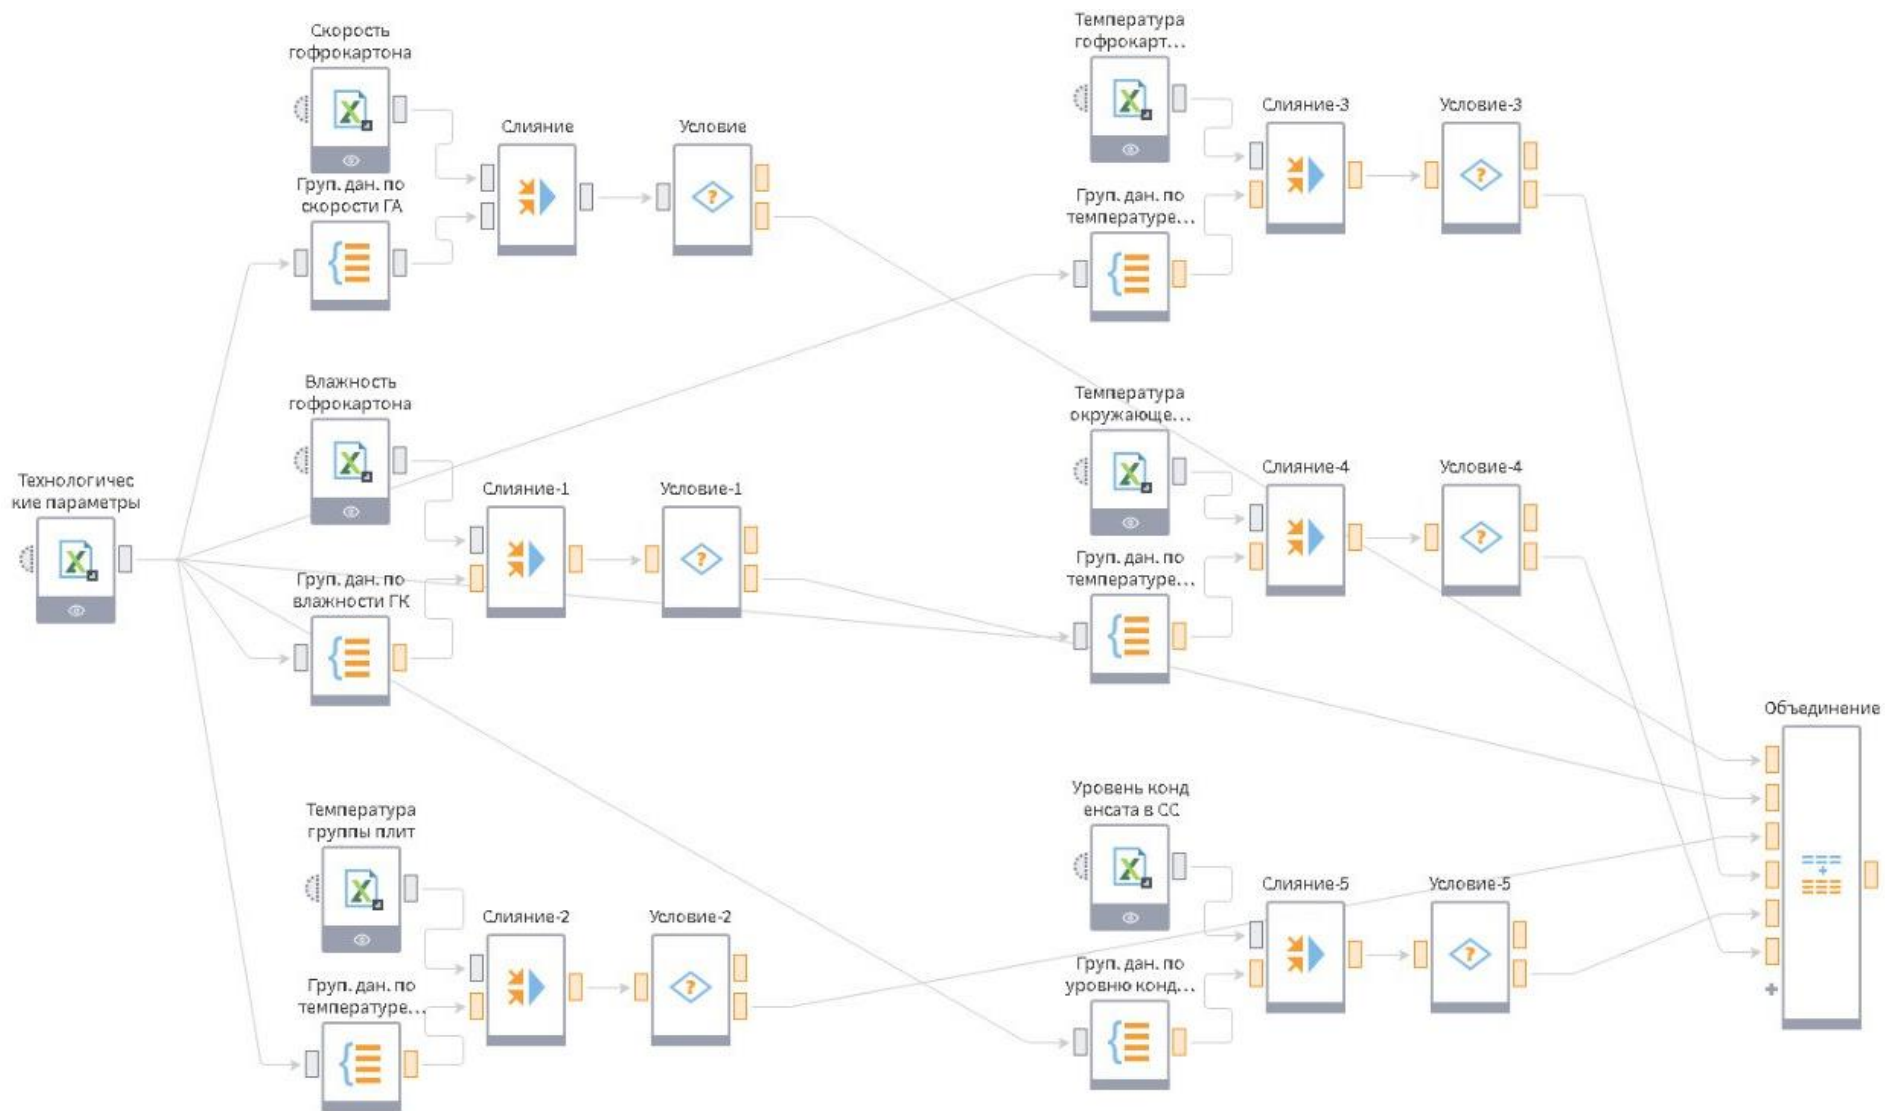 Скорость
гофрокартона
Груп. дан. по
скорости ГА
Слияние
Условие
Температура
гофрокарт...
Груп. дан. по
температуре...
Слияние-3
Условие-3
Технологичес
кие параметры
Влажность
гофрокартона
Груп. дан. по
влажности ГК
Слияние-1
Условие-1
Температура
окружающе...
Груп. дан. по
температуре...
Слияние-4
Условие-4
Температура
группы плит
Груп. дан. по
температуре...
Слияние-2
Условие-2
Уровень конд
енсата в СС
Груп. дан. по
уровню конд...
Слияние-5
Условие-5
Объединение